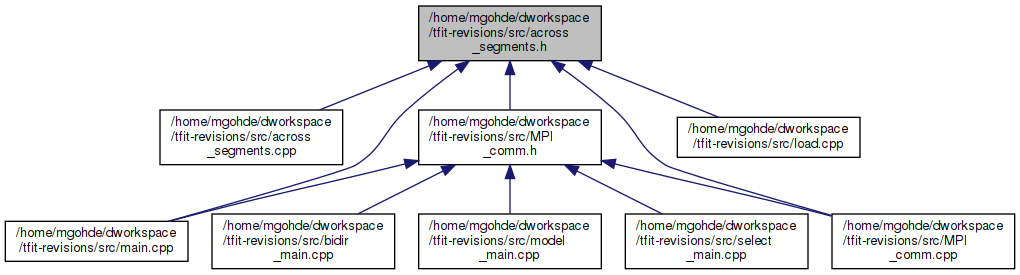 /home/mgohde/dworkspace
/tfit-revisions/src/across
_segments.h
/home/mgohde/dworkspace
/tfit-revisions/src/across
_segments.cpp
/home/mgohde/dworkspace
/tfit-revisions/src/MPI
_comm.h
/home/mgohde/dworkspace
/tfit-revisions/src/load.cpp
/home/mgohde/dworkspace
/tfit-revisions/src/main.cpp
/home/mgohde/dworkspace
/tfit-revisions/src/bidir
_main.cpp
/home/mgohde/dworkspace
/tfit-revisions/src/model
_main.cpp
/home/mgohde/dworkspace
/tfit-revisions/src/select
_main.cpp
/home/mgohde/dworkspace
/tfit-revisions/src/MPI
_comm.cpp